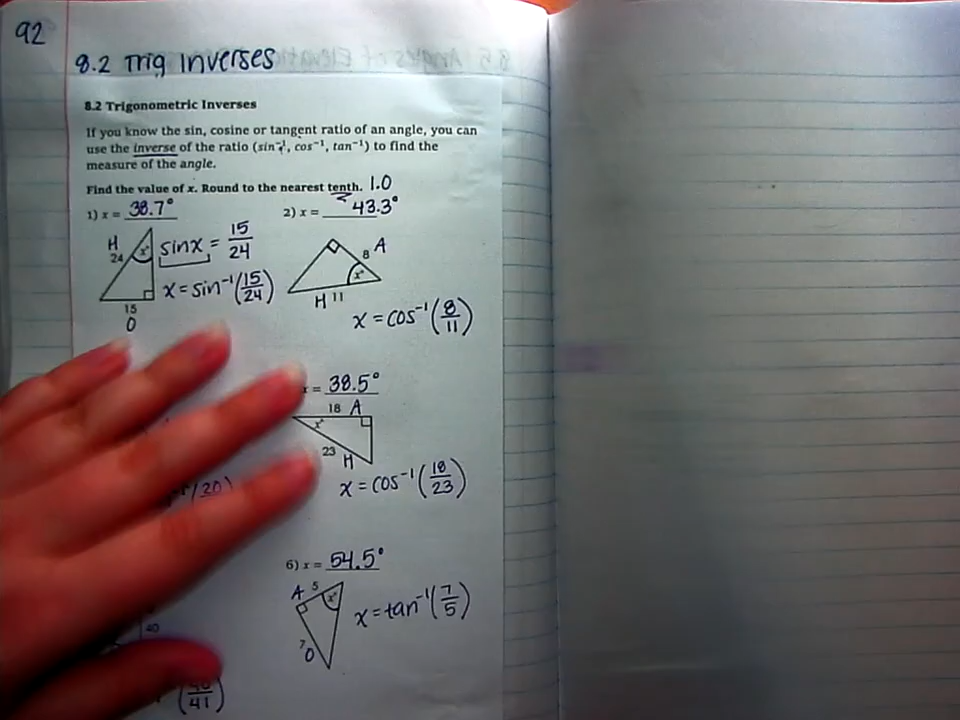 92
8.2 Trig Inverses
8.2 Trigonometric Inverses
If you know the sin, cosine or tangent ratio of an angle, you can
use the inverse of the ratio (sin⁻¹, cos⁻¹, tan⁻¹) to find the
measure of the angle.
Find the value of x. Round to the nearest tenth. 1.0
1) x = 38.7°
H
24
x°
15
O
sinx = 15/24
x = sin⁻¹(15/24)
2) x = 43.3°
8 A
x°
H 11
x = cos⁻¹(8/11)
x = 38.5°
18 A
x°
23 H
x = cos⁻¹(18/23)
20)
6) x = 54.5°
A 5
x°
7
O
x = tan⁻¹(7/5)
40
41)